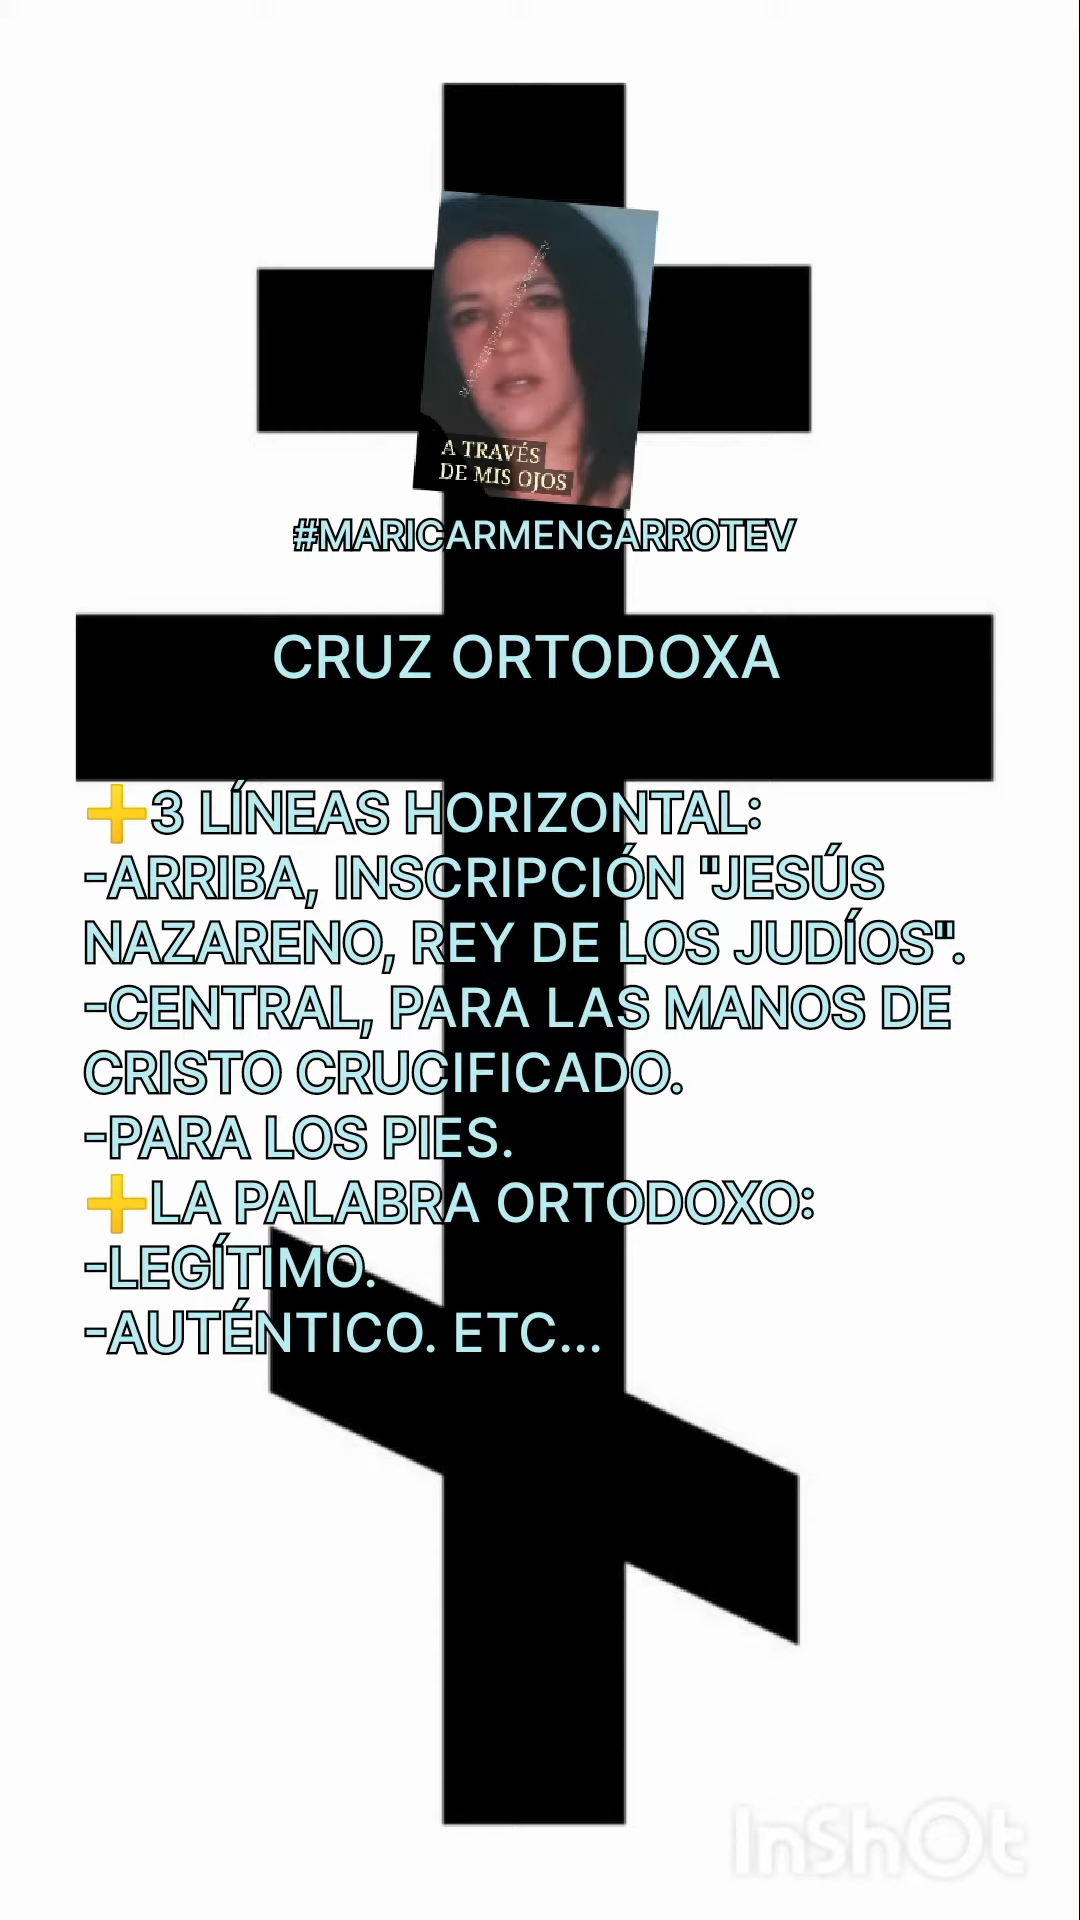 A TRAVÉS
DE MIS OJOS
#MARICARMENGARROTEV
CRUZ ORTODOXA
➕3 LÍNEAS HORIZONTAL:
-ARRIBA, INSCRIPCIÓN "JESÚS
NAZARENO, REY DE LOS JUDÍOS".
-CENTRAL, PARA LAS MANOS DE
CRISTO CRUCIFICADO.
-PARA LOS PIES.
➕LA PALABRA ORTODOXO:
-LEGÍTIMO.
-AUTÉNTICO. ETC...
InShOt